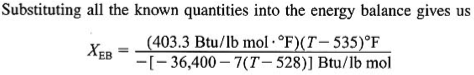 Substituting all the known quantities into the energy balance gives us
X_EB = (403.3 Btu/lb mol · °F)(T − 535)°F / −[− 36,400 − 7(T − 528)] Btu/lb mol